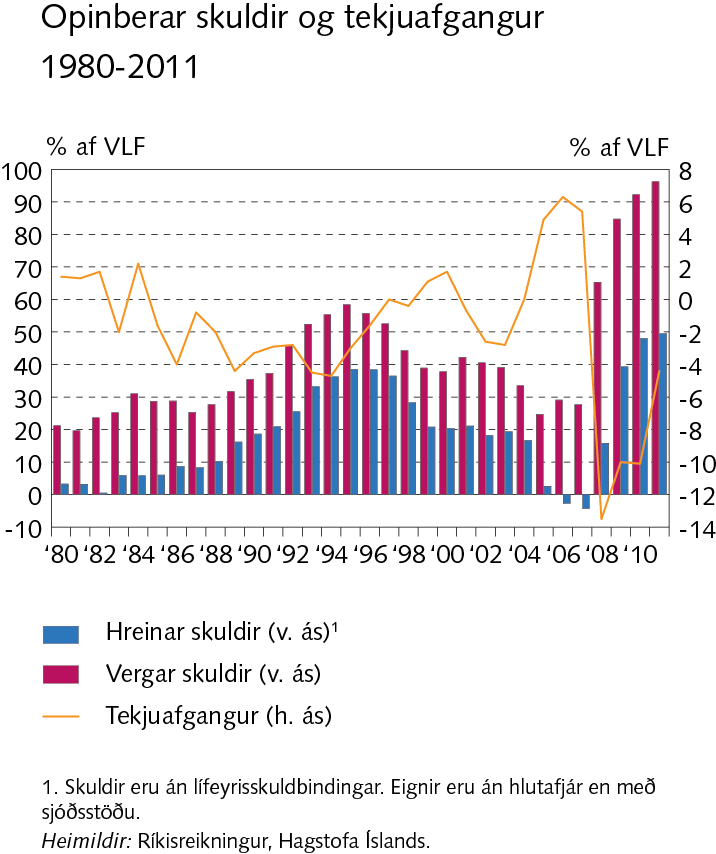 Opinberar skuldir og tekjuafgangur
1980-2011
% af VLF % af VLF
100 8
90 6
80 4
70 2
60 0
50 -2
40 -4
30 -6
20 -8
10 -10
0 -12
-10 -14
‘80 ‘82 ‘84 ‘86 ‘88 ‘90 ‘92 ‘94 ‘96 ‘98 ‘00 ‘02 ‘04 ‘06 ‘08 ‘10
Hreinar skuldir (v. ás)¹
Vergar skuldir (v. ás)
Tekjuafgangur (h. ás)
1. Skuldir eru án lífeyrisskuldbindingar. Eignir eru án hlutafjár en með
sjóðsstöðu.
Heimildir: Ríkisreikningur, Hagstofa Íslands.